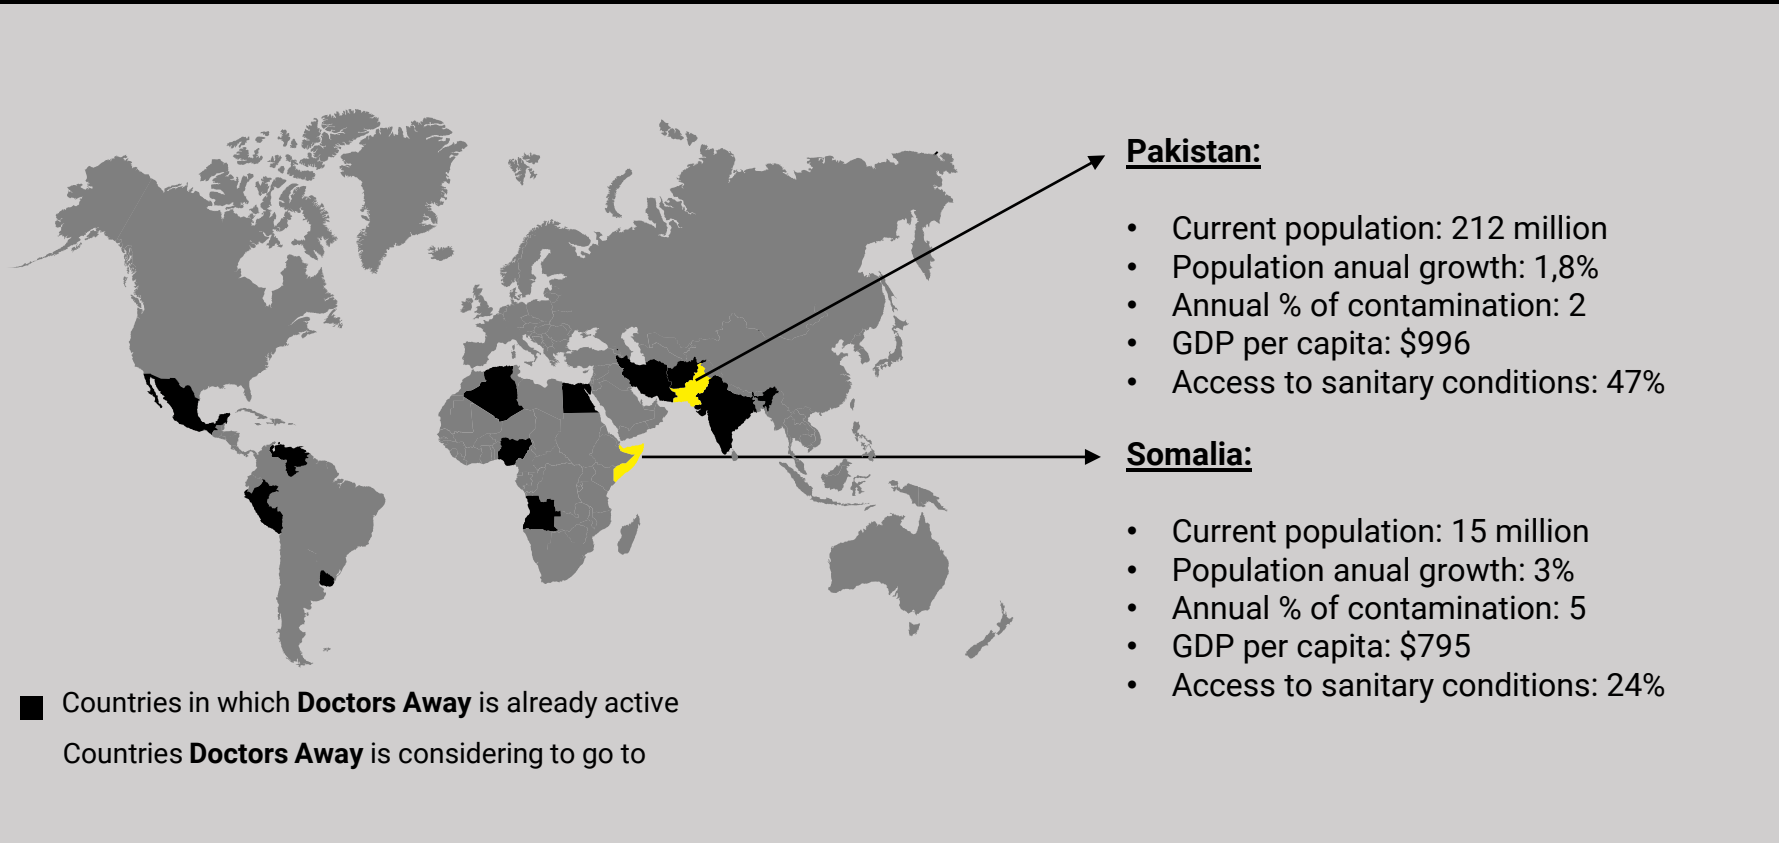 Pakistan:
• Current population: 212 million
• Population anual growth: 1,8%
• Annual % of contamination: 2
• GDP per capita: $996
• Access to sanitary conditions: 47%
Somalia:
• Current population: 15 million
• Population anual growth: 3%
• Annual % of contamination: 5
• GDP per capita: $795
• Access to sanitary conditions: 24%
Countries in which Doctors Away is already active
Countries Doctors Away is considering to go to